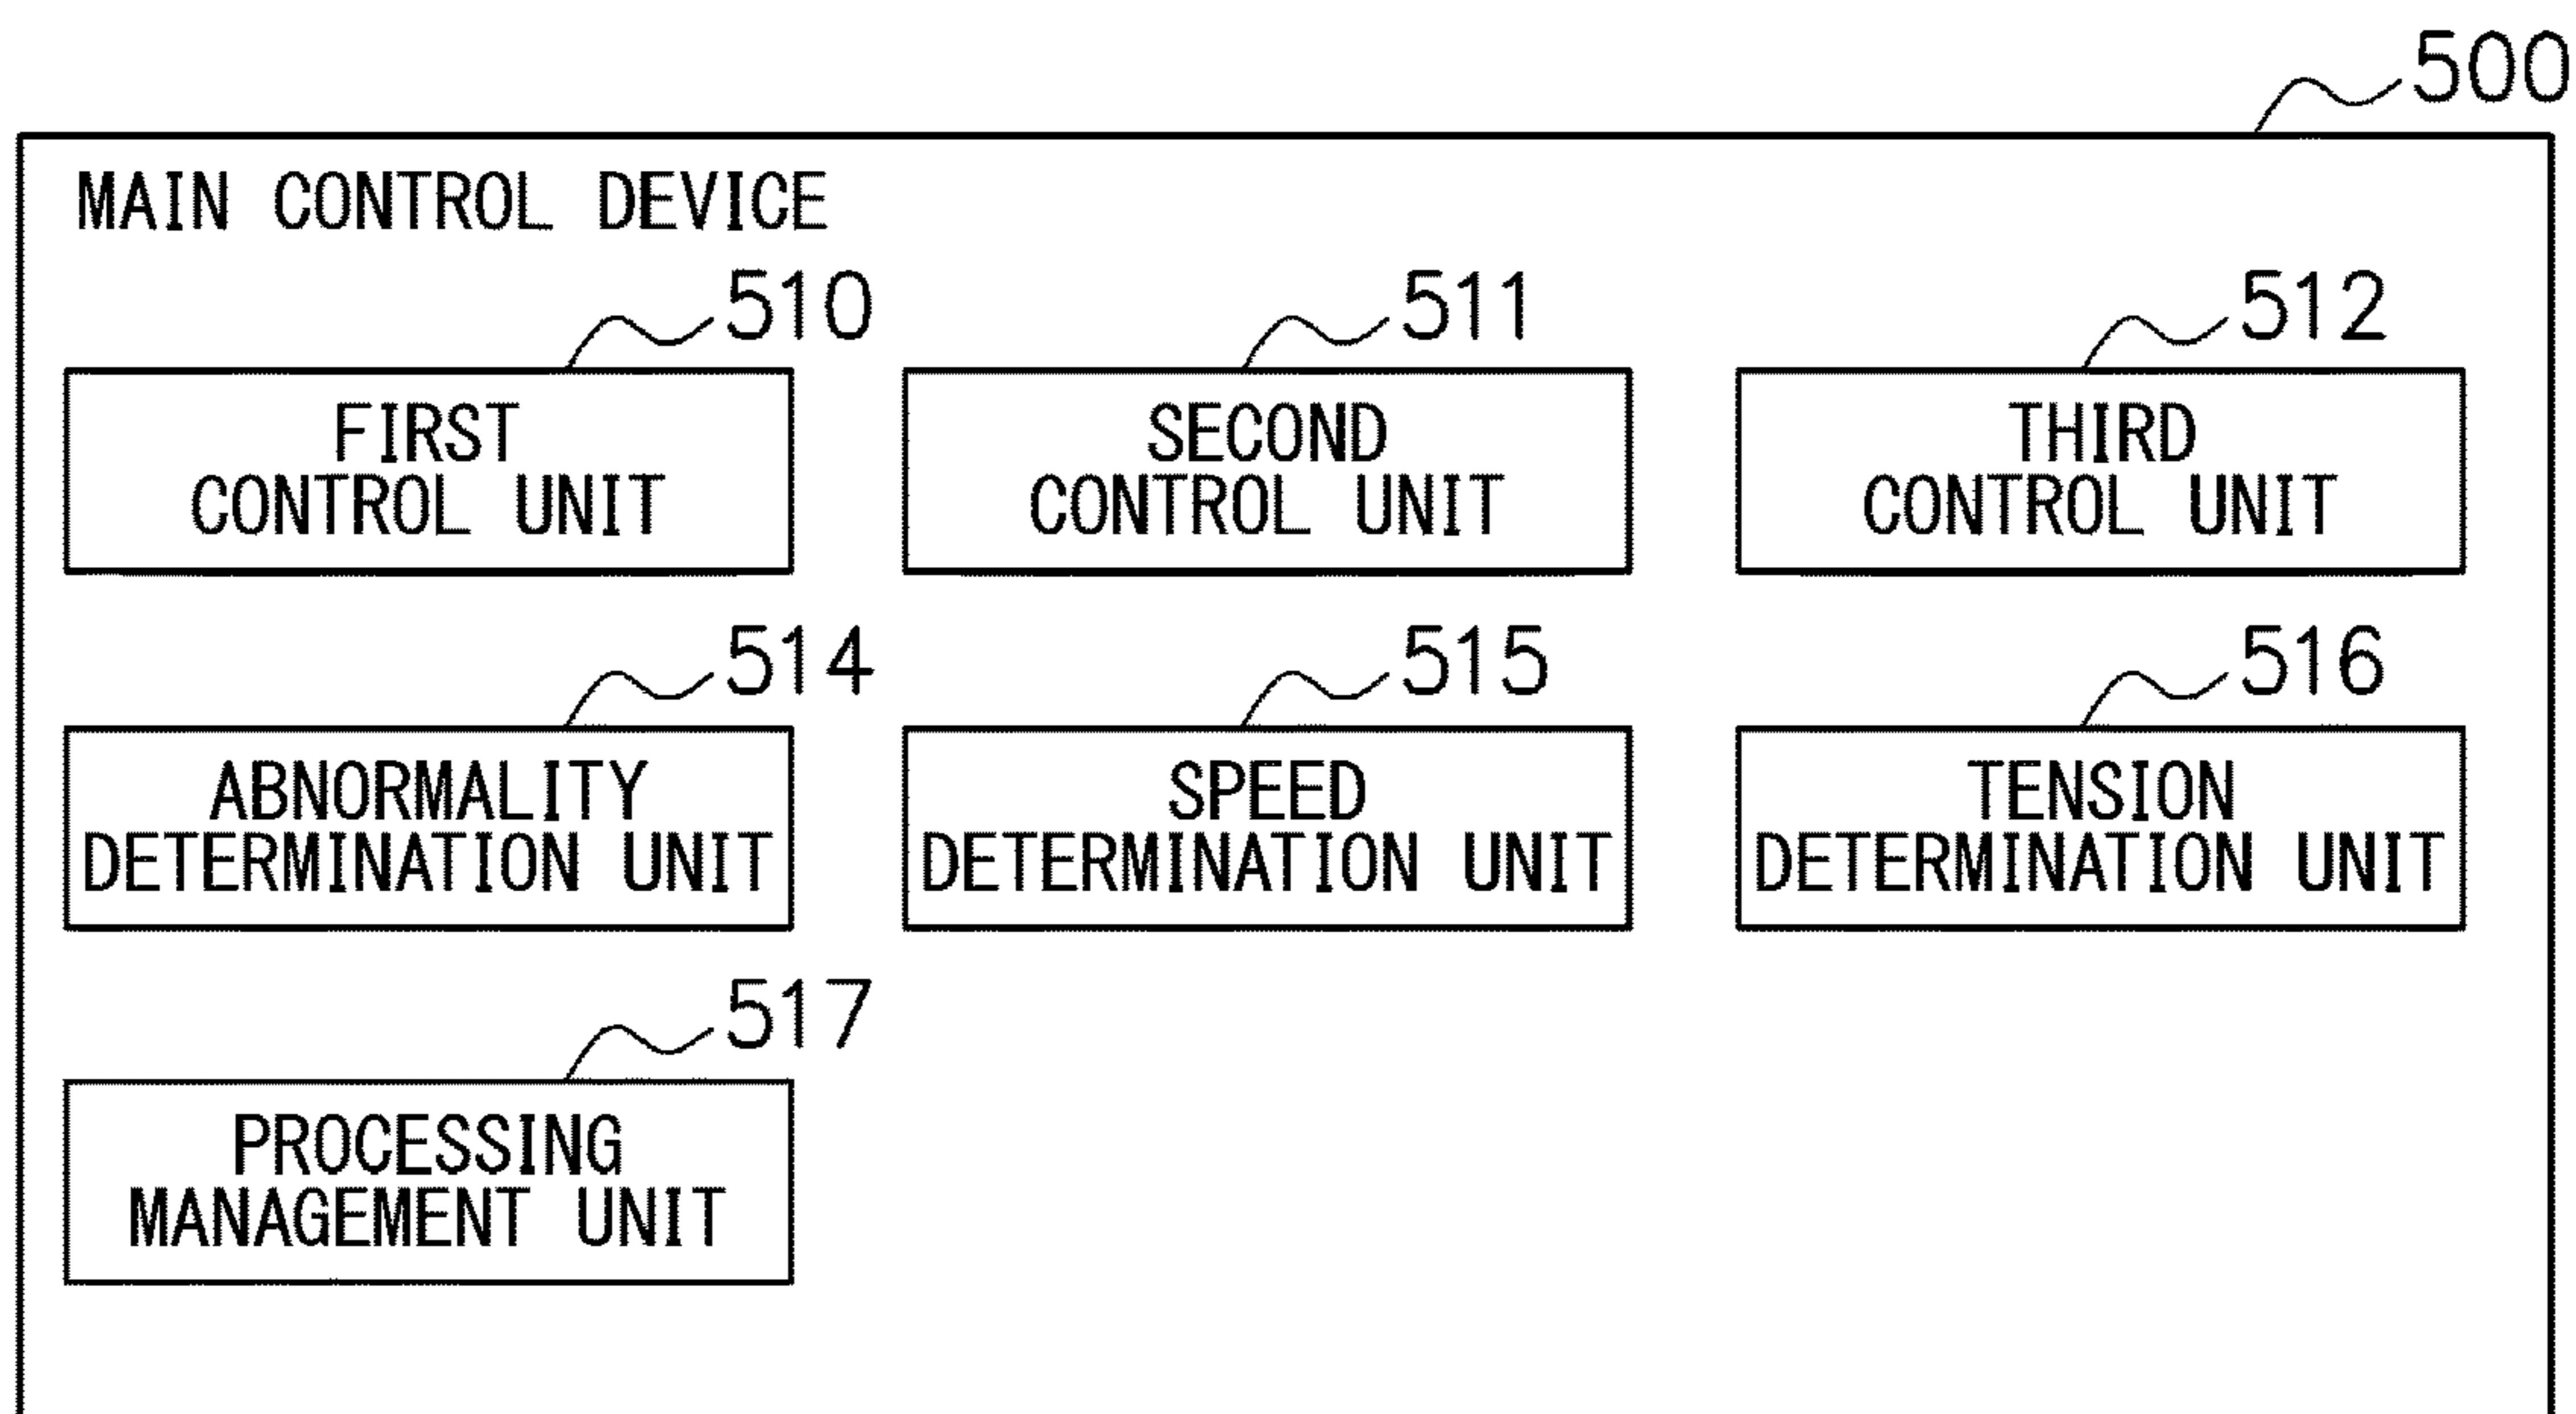 500
MAIN CONTROL DEVICE
510
511
512
FIRST
CONTROL UNIT
SECOND
CONTROL UNIT
THIRD
CONTROL UNIT
514
515
516
ABNORMALITY
DETERMINATION UNIT
SPEED
DETERMINATION UNIT
TENSION
DETERMINATION UNIT
517
PROCESSING
MANAGEMENT UNIT